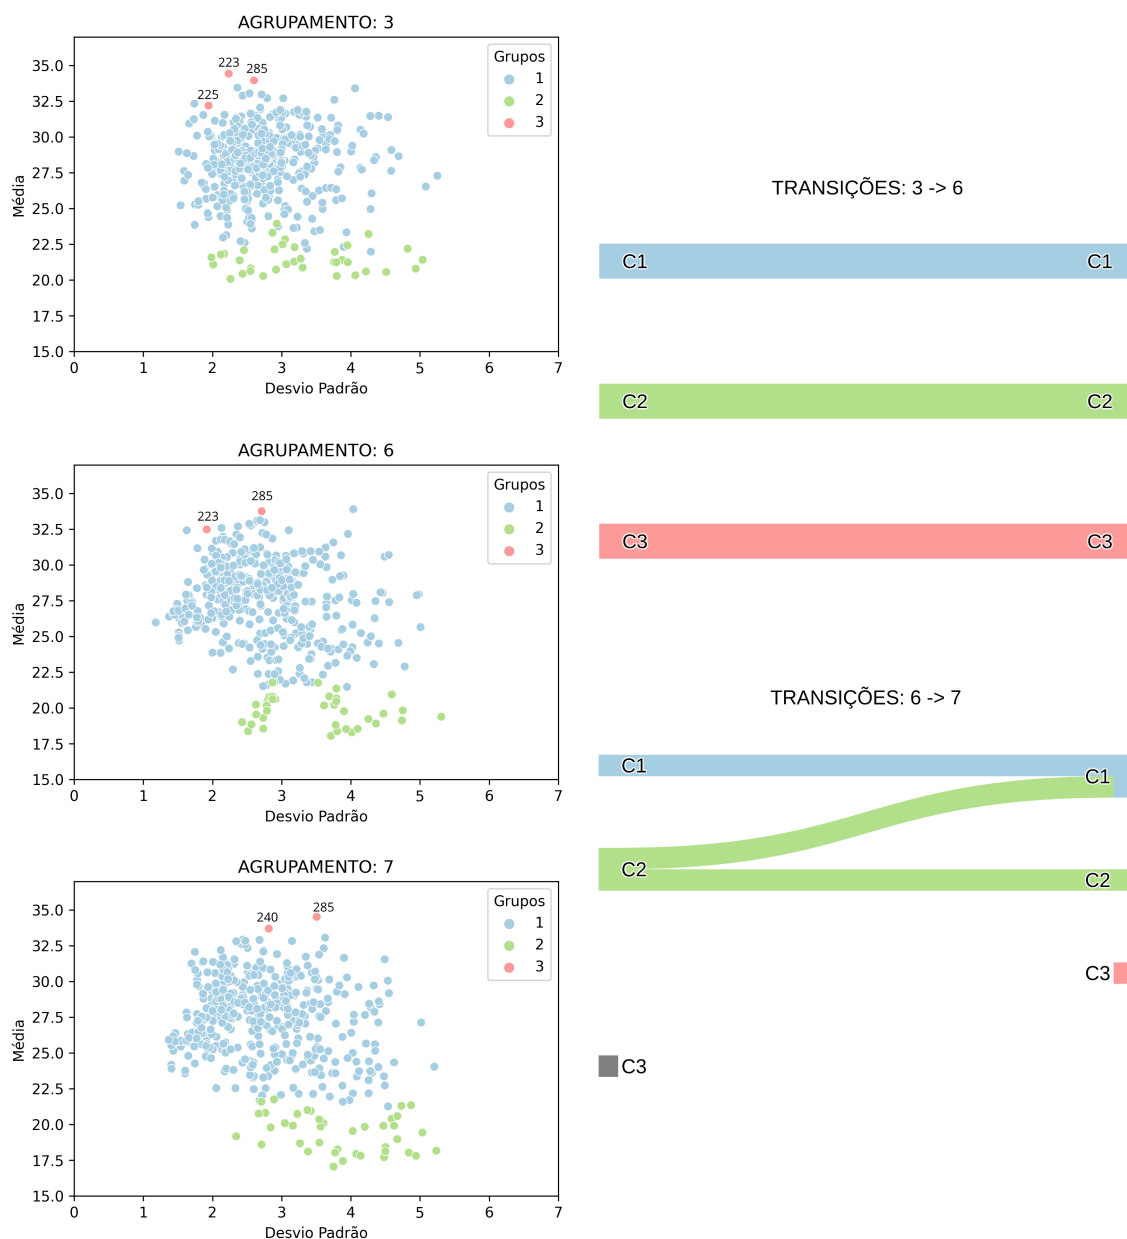 AGRUPAMENTO: 3
Grupos
1
2
3
223
285
225
35.0
32.5
30.0
27.5
25.0
22.5
20.0
17.5
15.0
Média
0 1 2 3 4 5 6 7
Desvio Padrão
AGRUPAMENTO: 6
Grupos
1
2
3
285
223
35.0
32.5
30.0
27.5
25.0
22.5
20.0
17.5
15.0
Média
0 1 2 3 4 5 6 7
Desvio Padrão
AGRUPAMENTO: 7
Grupos
1
2
3
285
240
35.0
32.5
30.0
27.5
25.0
22.5
20.0
17.5
15.0
Média
0 1 2 3 4 5 6 7
Desvio Padrão
TRANSIÇÕES: 3 -> 6
C1 C1
C2 C2
C3 C3
TRANSIÇÕES: 6 -> 7
C1 C1
C2 C2
C3
C3